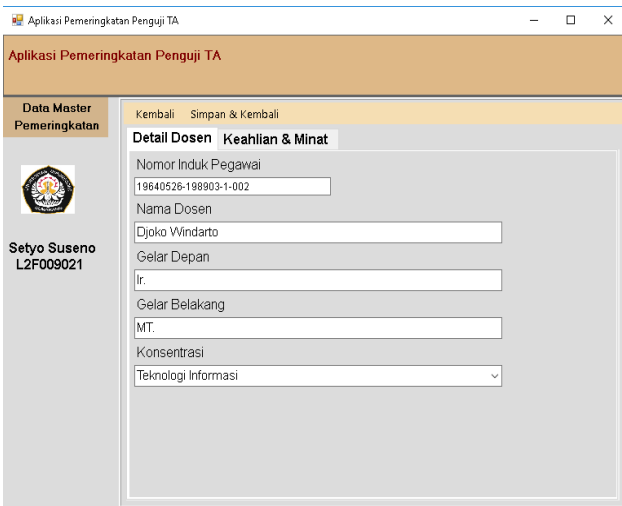 Aplikasi Pemeringkatan Penguji TA
Aplikasi Pemeringkatan Penguji TA
Data Master
Pemeringkatan
Setyo Suseno
L2F009021
Kembali Simpan & Kembali
Detail Dosen Keahlian & Minat
Nomor Induk Pegawai
19640526-198903-1-002
Nama Dosen
Djoko Windarto
Gelar Depan
Ir.
Gelar Belakang
MT.
Konsentrasi
Teknologi Informasi